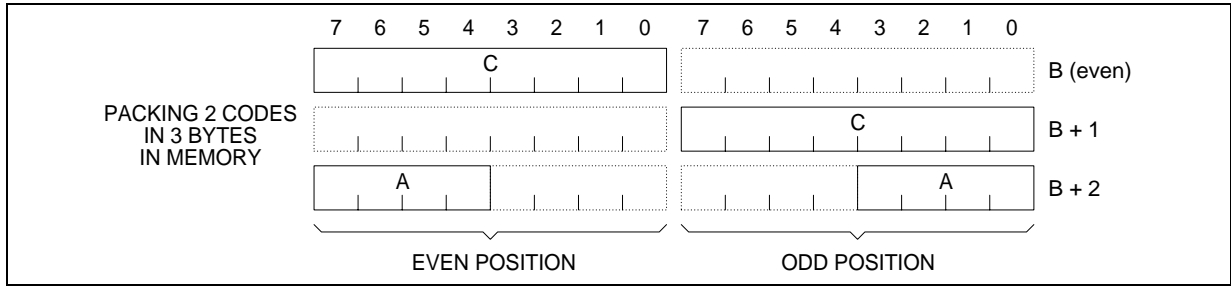 7 6 5 4 3 2 1 0 7 6 5 4 3 2 1 0
C B (even)
PACKING 2 CODES
IN 3 BYTES
IN MEMORY
C B + 1
A A B + 2
EVEN POSITION ODD POSITION